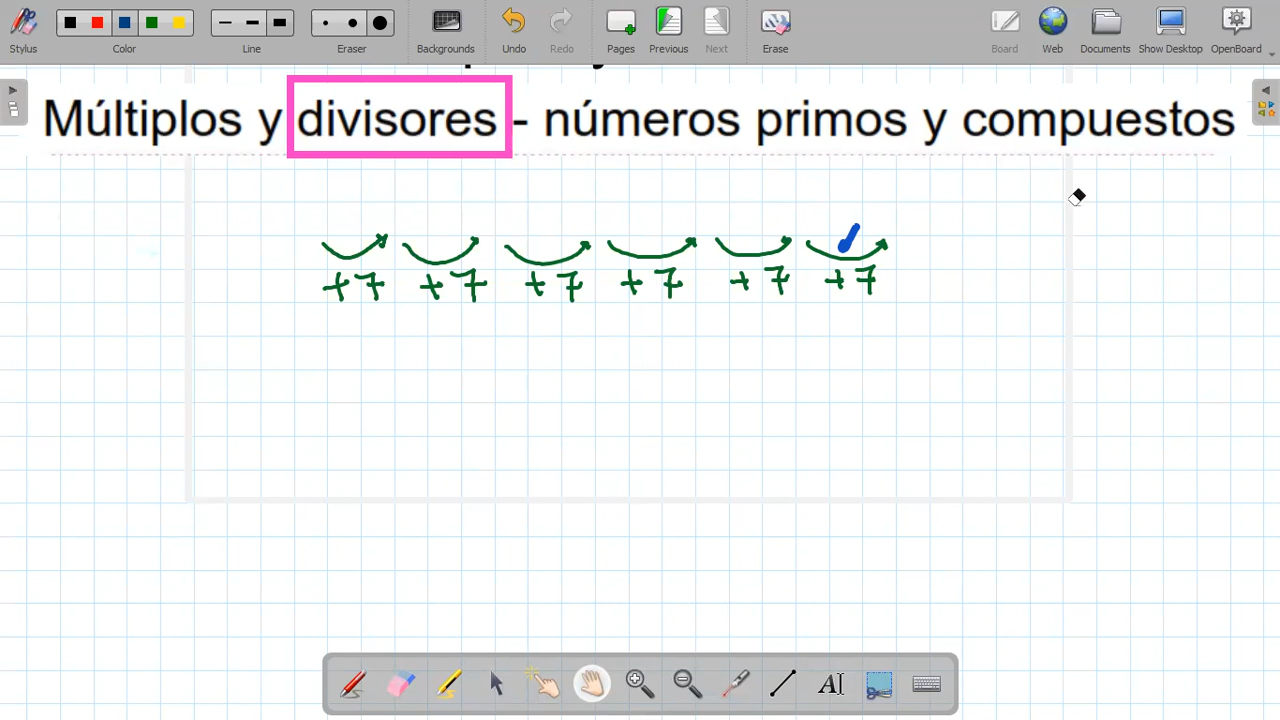 Stylus Color Line Eraser Backgrounds Undo Redo Pages Previous Next Erase Board Web Documents Show Desktop OpenBoard
Múltiplos y divisores - números primos y compuestos
+7 +7 +7 +7 +7 +7
AI